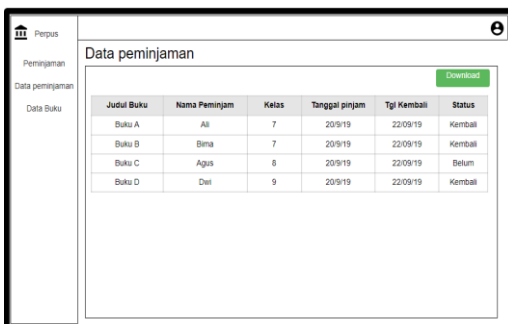 Perpus
Peminjaman
Data peminjaman
Data Buku
Data peminjaman
Download
Judul Buku Nama Peminjam Kelas Tanggal pinjam Tgl Kembali Status
Buku A Ali 7 20/9/19 22/09/19 Kembali
Buku B Bima 7 20/9/19 22/09/19 Kembali
Buku C Agus 8 20/9/19 22/09/19 Belum
Buku D Dwi 9 20/9/19 22/09/19 Kembali